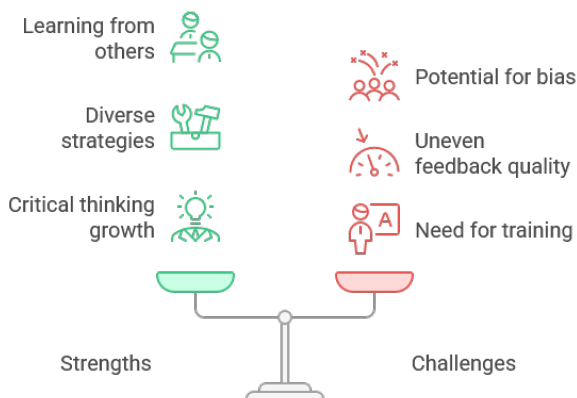 Learning from
others
Diverse
strategies
Critical thinking
growth
Potential for bias
Uneven
feedback quality
A
Need for training
Strengths
Challenges